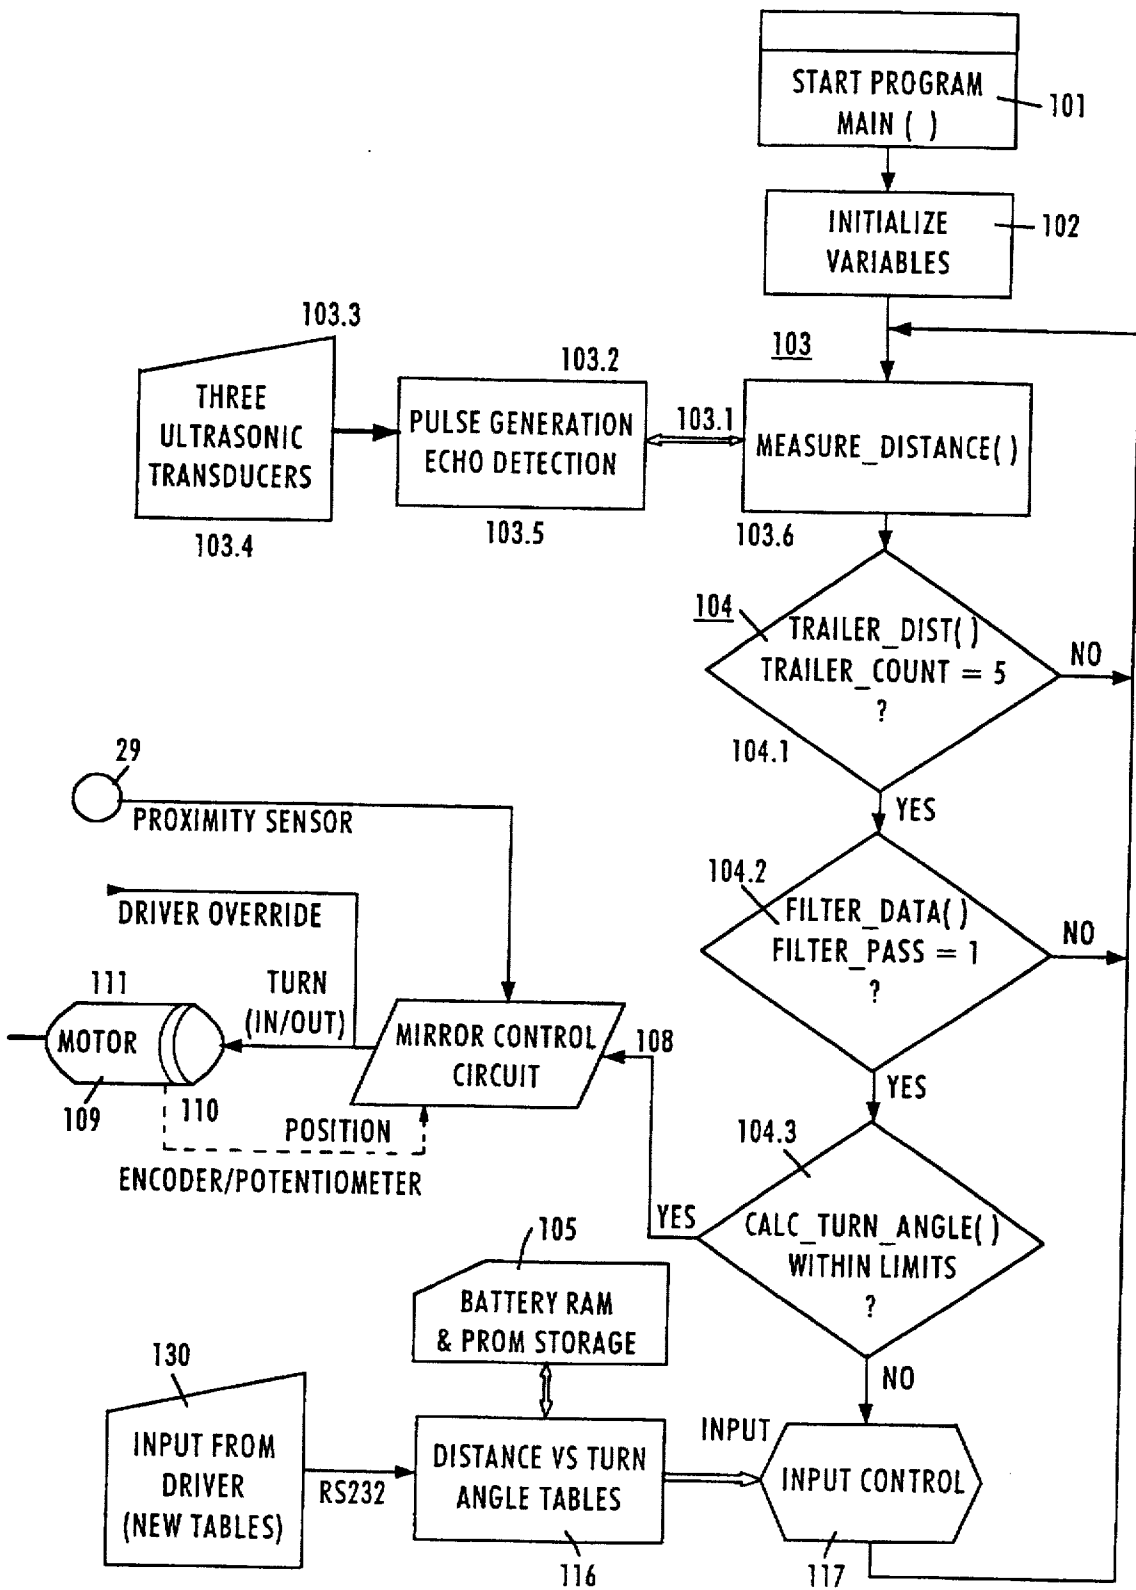 START PROGRAM
MAIN ( )
101
INITIALIZE
VARIABLES
102
103.3
THREE
ULTRASONIC
TRANSDUCERS
103.4
103.2
PULSE GENERATION
ECHO DETECTION
103.5
103.1
103
MEASURE_DISTANCE( )
103.6
104
TRAILER_DIST( )
TRAILER_COUNT = 5
?
NO
104.1
YES
29
PROXIMITY SENSOR
104.2
FILTER_DATA( )
FILTER_PASS = 1
?
NO
YES
DRIVER OVERRIDE
111
TURN
(IN/OUT)
MOTOR
109
110
MIRROR CONTROL
CIRCUIT
108
POSITION
ENCODER/POTENTIOMETER
104.3
YES
CALC_TURN_ANGLE( )
WITHIN LIMITS
?
NO
105
BATTERY RAM
& PROM STORAGE
130
INPUT FROM
DRIVER
(NEW TABLES)
RS232
DISTANCE VS TURN
ANGLE TABLES
116
INPUT
INPUT CONTROL
117